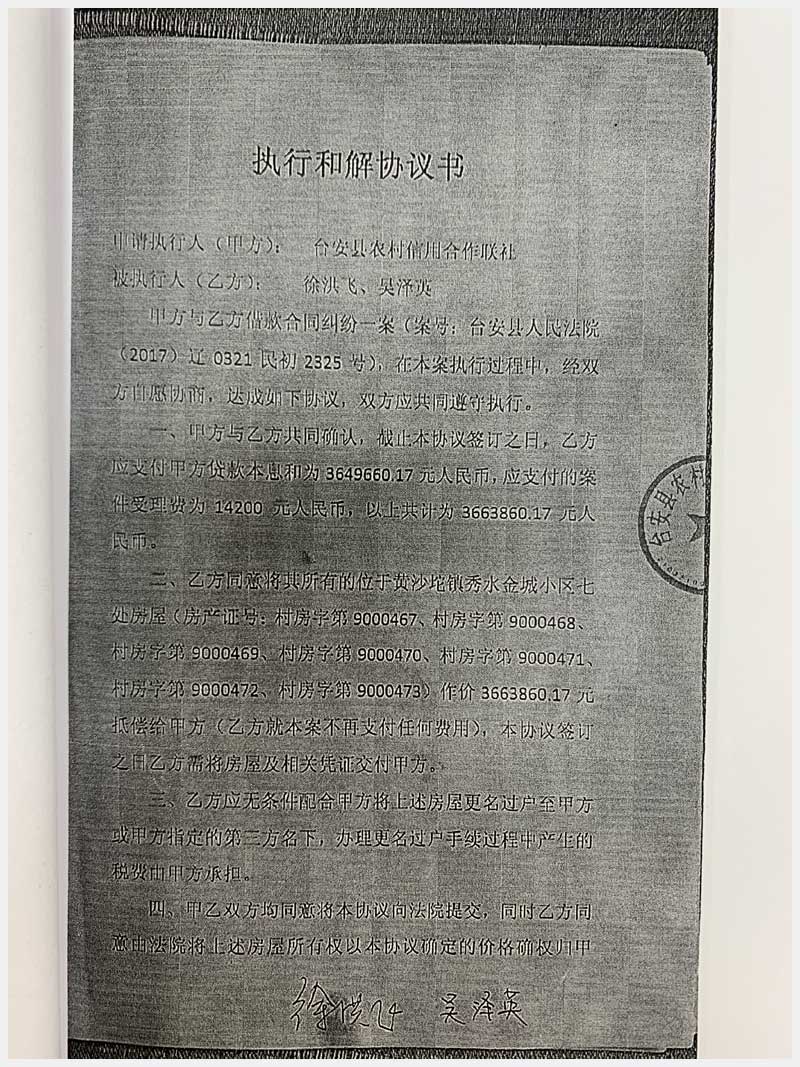 执行和解协议书
申请执行人（甲方）： 台安县农村信用合作联社
被执行人（乙方）： 徐洪飞、吴泽英
甲方与乙方借款合同纠纷一案（案号：台安县人民法院
（2017）辽 0321 民初 2325 号），在本案执行过程中，经双
方自愿协商，达成如下协议，双方应共同遵守执行。
一、甲方与乙方共同确认，截止本协议签订之日，乙方
应支付甲方贷款本息和为 3649660.17 元人民币，应支付的案
件受理费为 14200 元人民币，以上共计为 3663860.17 元人
民币。
二、乙方同意将其所有的位于黄沙坨镇秀水金城小区七
处房屋（房产证号：村房字第 9000467、村房字第 9000468、
村房字第 9000469、村房字第 9000470、村房字第 9000471、
村房字第 9000472、村房字第 9000473）作价 3663860.17 元
抵偿给甲方（乙方就本案不再支付任何费用），本协议签订
之日乙方需将房屋及相关凭证交付甲方。
三、乙方应无条件配合甲方将上述房屋更名过户至甲方
或甲方指定的第三方名下，办理更名过户手续过程中产生的
税费由甲方承担。
四、甲乙双方均同意将本协议向法院提交，同时乙方同
意由法院将上述房屋所有权以本协议确定的价格确权归甲
徐洪飞 吴泽英
台安县农村